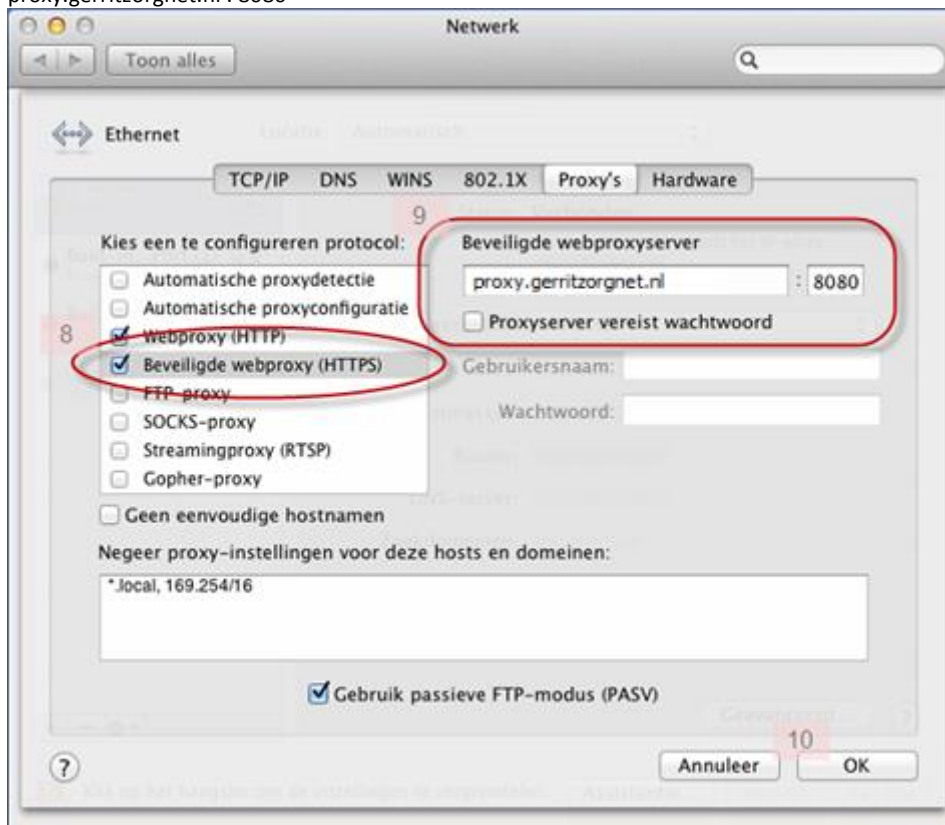 proxy.gerritzorgnet.nl : 8080
Netwerk
Toon alles
Ethernet
TCP/IP DNS WINS 802.1X Proxy's Hardware
9
Kies een te configureren protocol:
Beveiligde webproxyserver
Automatische proxydetectie
proxy.gerritzorgnet.nl : 8080
Automatische proxyconfiguratie
Proxyserver vereist wachtwoord
8
Webproxy (HTTP)
Beveiligde webproxy (HTTPS)
Gebruikersnaam:
FTP-proxy
Wachtwoord:
SOCKS-proxy
Streamingproxy (RTSP)
Gopher-proxy
Geen eenvoudige hostnamen
Negeer proxy-instellingen voor deze hosts en domeinen:
*.local, 169.254/16
Gebruik passieve FTP-modus (PASV)
10
?
Annuleer OK